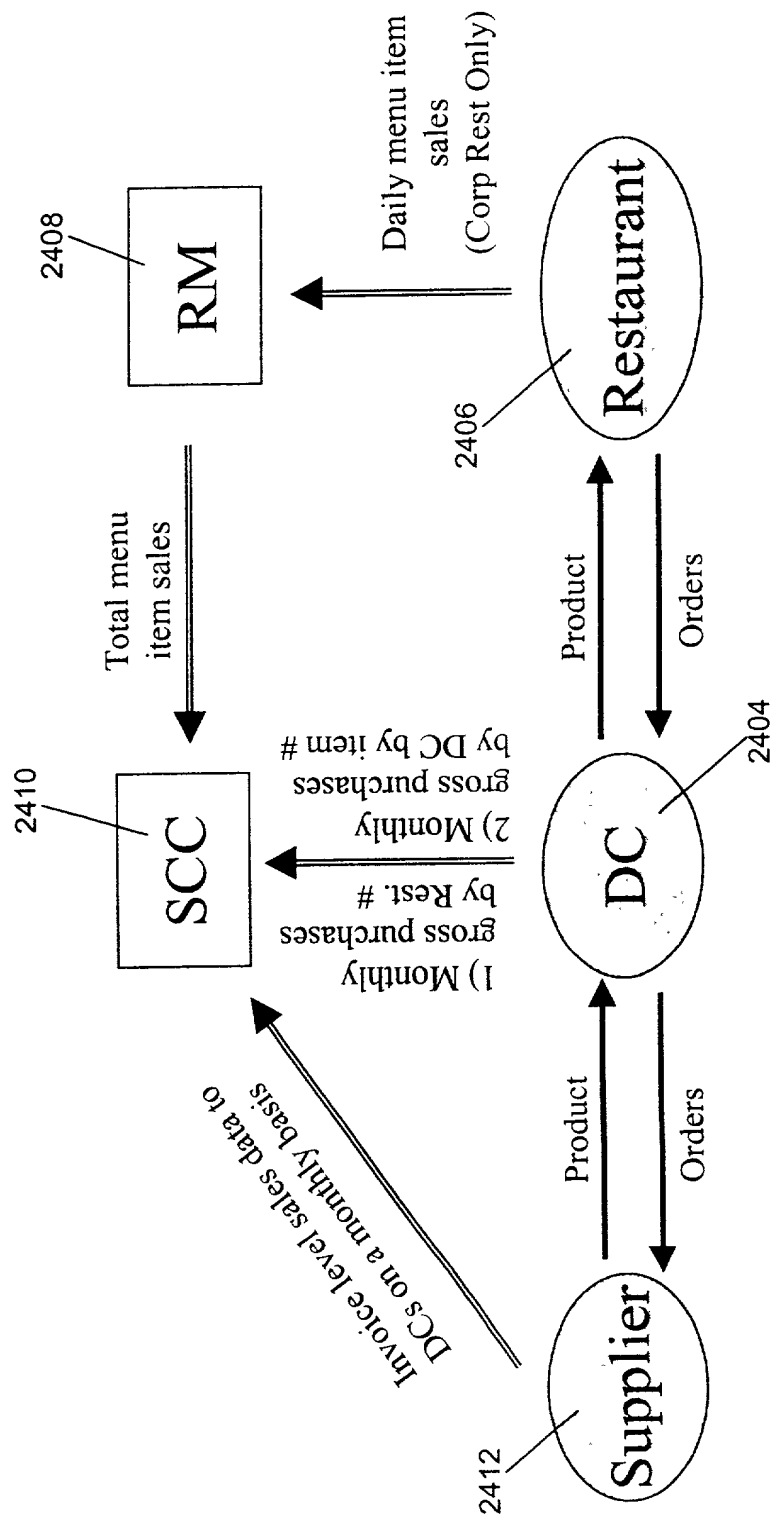 2410
SCC
Total menu
item sales
2408
RM
Invoice level sales data to
DCs on a monthly basis
1) Monthly
gross purchases
by Rest. #
2) Monthly
gross purchases
by DC by item #
Daily menu item
sales
(Corp Rest Only)
2412
Supplier
Product
Orders
DC
2404
Product
Orders
2406
Restaurant